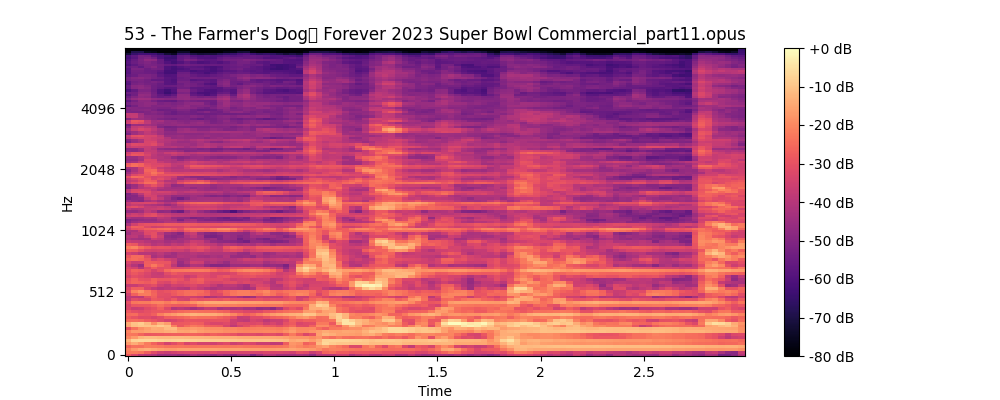 53 - The Farmer's Dog▯ Forever 2023 Super Bowl Commercial_part11.opus
Hz
4096
2048
1024
512
0
0 0.5 1 1.5 2 2.5
Time
+0 dB
-10 dB
-20 dB
-30 dB
-40 dB
-50 dB
-60 dB
-70 dB
-80 dB